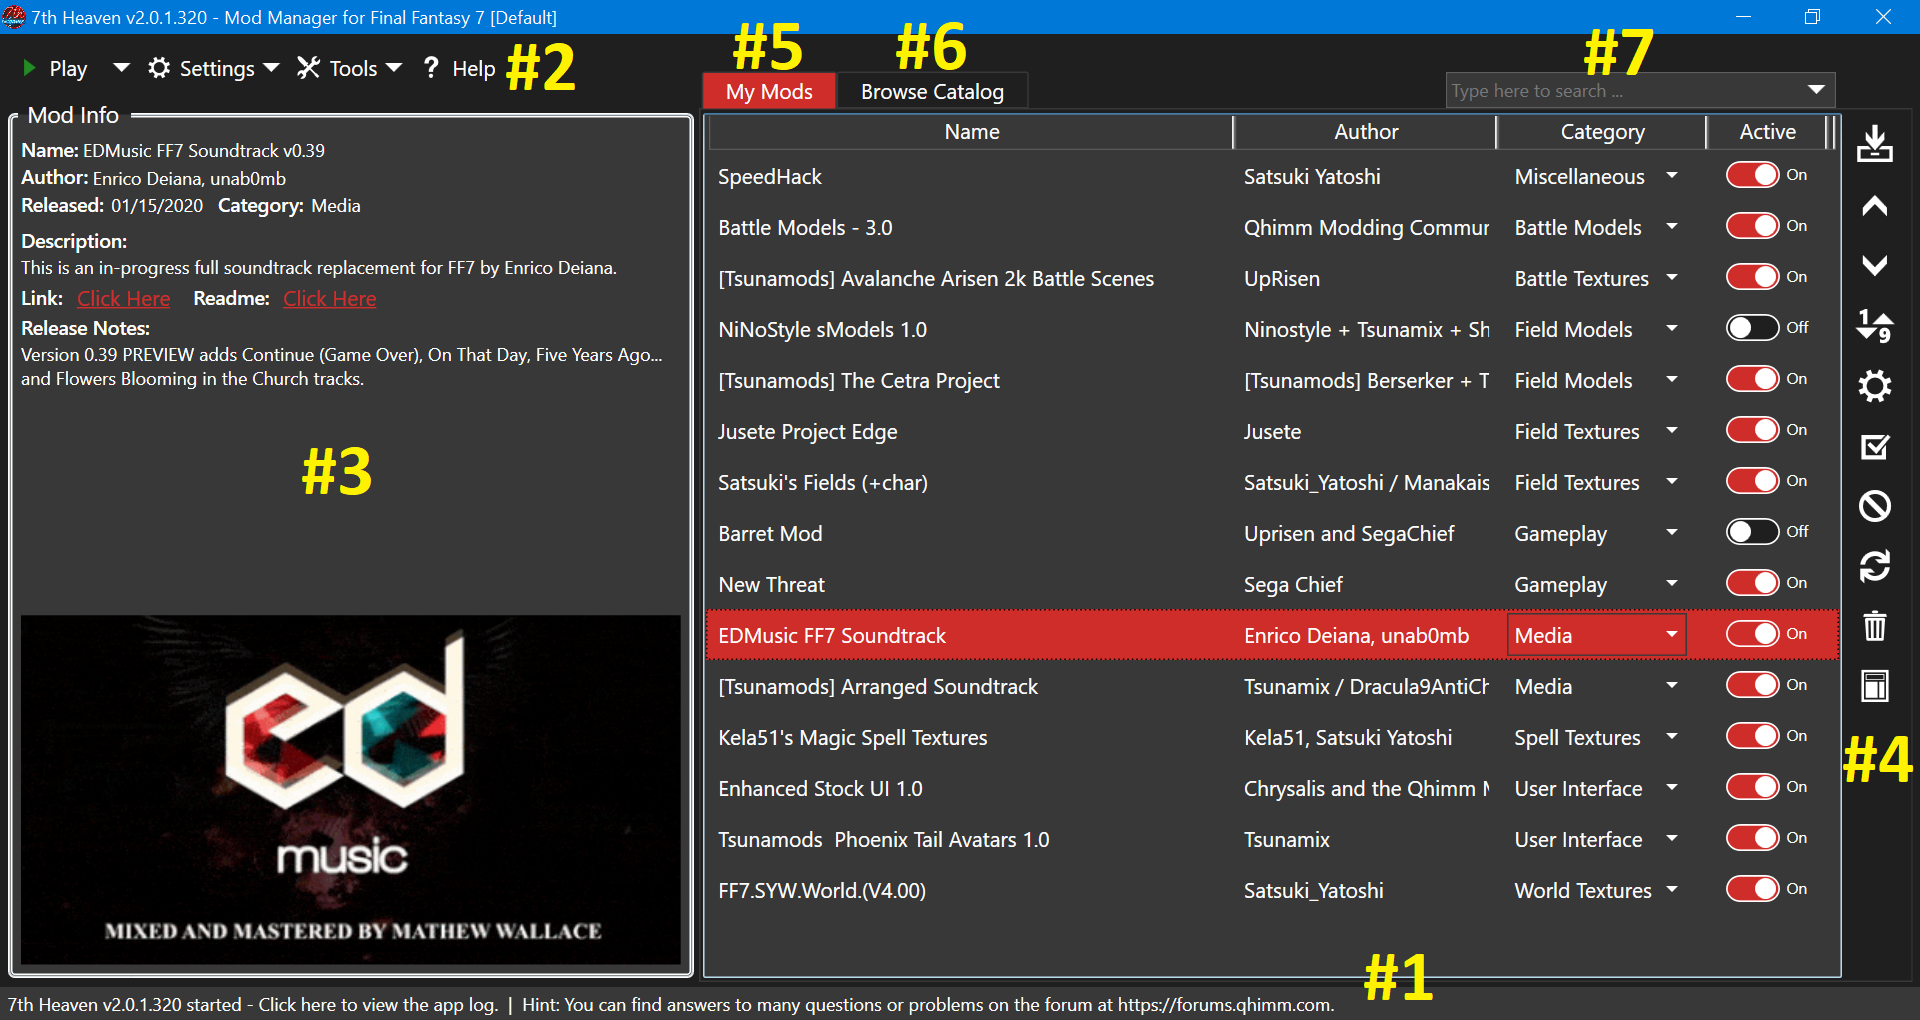 7th Heaven v2.0.1.320 - Mod Manager for Final Fantasy 7 [Default]
Play Settings Tools ? Help #2
#5 #6 #7
My Mods Browse Catalog Type here to search ...
Mod Info
Name: EDMusic FF7 Soundtrack v0.39
Author: Enrico Deiana, unab0mb
Released: 01/15/2020 Category: Media
Description:
This is an in-progress full soundtrack replacement for FF7 by Enrico Deiana.
Link: Click Here Readme: Click Here
Release Notes:
Version 0.39 PREVIEW adds Continue (Game Over), On That Day, Five Years Ago...
and Flowers Blooming in the Church tracks.
#3
ed
music
MIXED AND MASTERED BY MATHEW WALLACE
Name Author Category Active
SpeedHack Satsuki Yatoshi Miscellaneous On
Battle Models - 3.0 Qhimm Modding Commur Battle Models On
[Tsunamods] Avalanche Arisen 2k Battle Scenes UpRisen Battle Textures On
NiNoStyle sModels 1.0 Ninostyle + Tsunamix + Sh Field Models Off
[Tsunamods] The Cetra Project [Tsunamods] Berserker + T Field Models On
Jusete Project Edge Jusete Field Textures On
Satsuki's Fields (+char) Satsuki_Yatoshi / Manakais Field Textures On
Barret Mod Uprisen and SegaChief Gameplay Off
New Threat Sega Chief Gameplay On
EDMusic FF7 Soundtrack Enrico Deiana, unab0mb Media On
[Tsunamods] Arranged Soundtrack Tsunamix / Dracula9AntiCh Media On
Kela51's Magic Spell Textures Kela51, Satsuki Yatoshi Spell Textures On
Enhanced Stock UI 1.0 Chrysalis and the Qhimm M User Interface On
Tsunamods  Phoenix Tail Avatars 1.0 Tsunamix User Interface On
FF7.SYW.World.(V4.00) Satsuki_Yatoshi World Textures On
1 9
#4
#1
7th Heaven v2.0.1.320 started - Click here to view the app log. | Hint: You can find answers to many questions or problems on the forum at https://forums.qhimm.com.